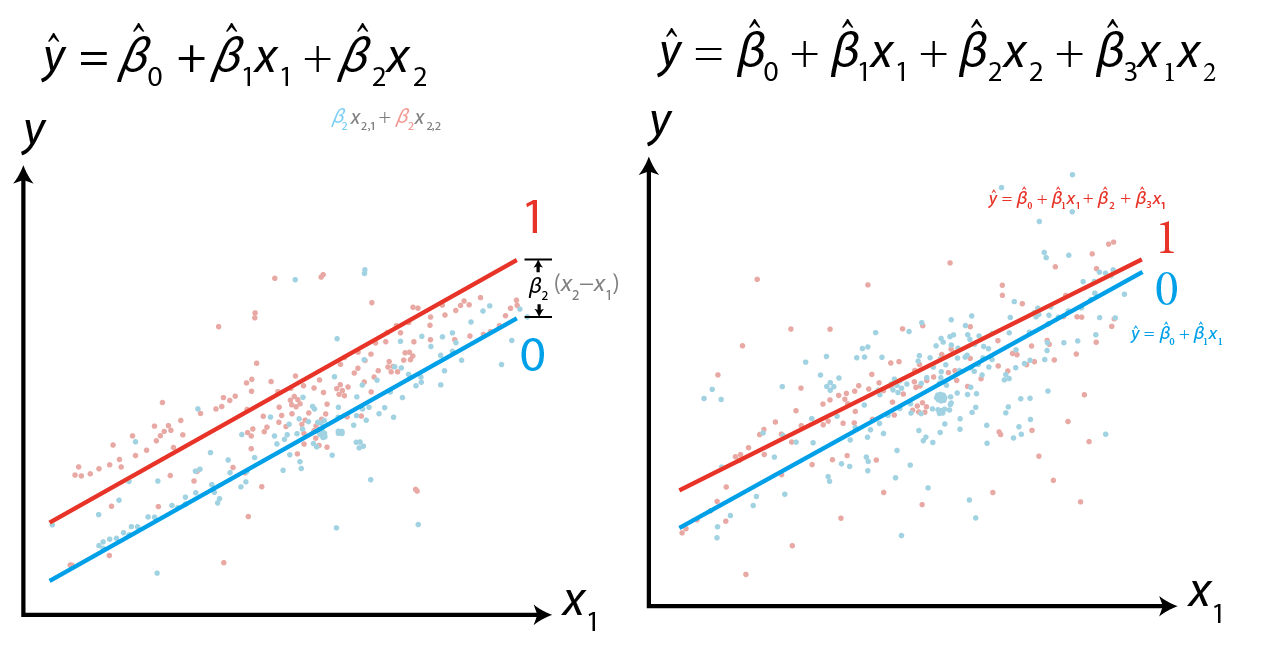 ŷ = β̂₀ + β̂₁x₁ + β̂₂x₂
β₂x₂,₁ + β₂x₂,₂
y
1
β₂ (x₂−x₁)
0
x₁
ŷ = β̂₀ + β̂₁x₁ + β̂₂x₂ + β̂₃x₁x₂
y
ŷ = β̂₀ + β̂₁x₁ + β̂₂ + β̂₃x₁
1
0
ŷ = β̂₀ + β̂₁x₁
x₁